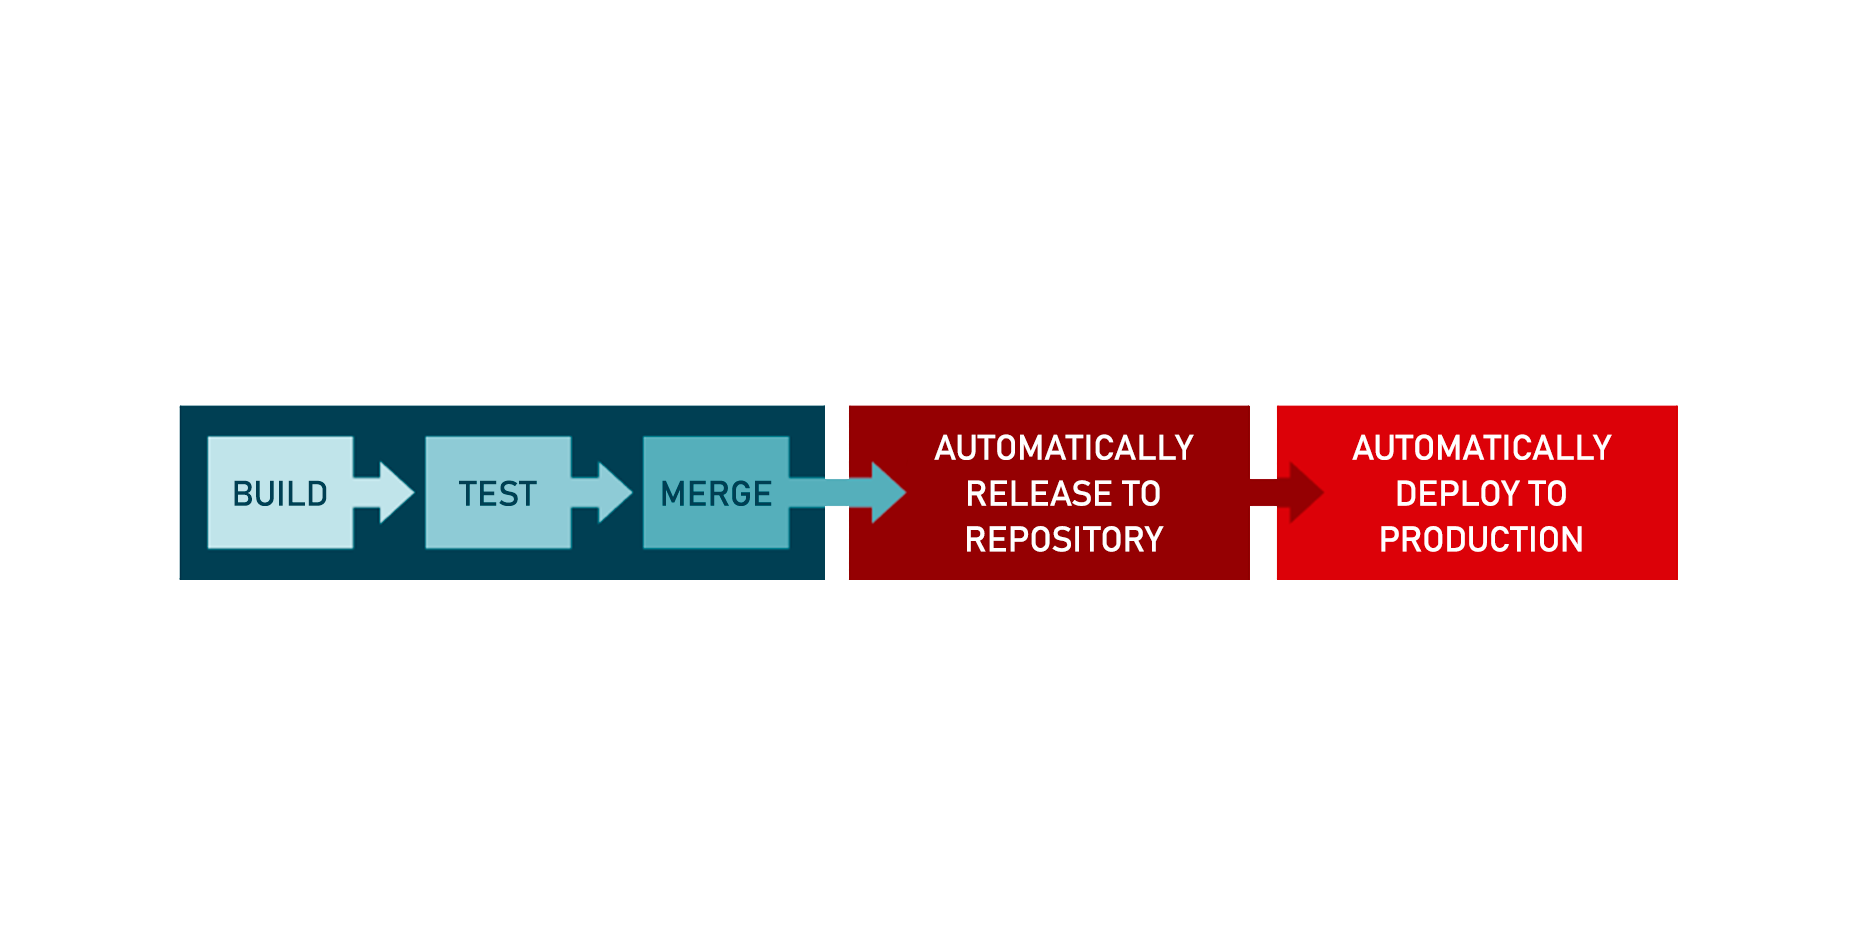 BUILD
TEST
MERGE
AUTOMATICALLY
RELEASE TO
REPOSITORY
AUTOMATICALLY
DEPLOY TO
PRODUCTION